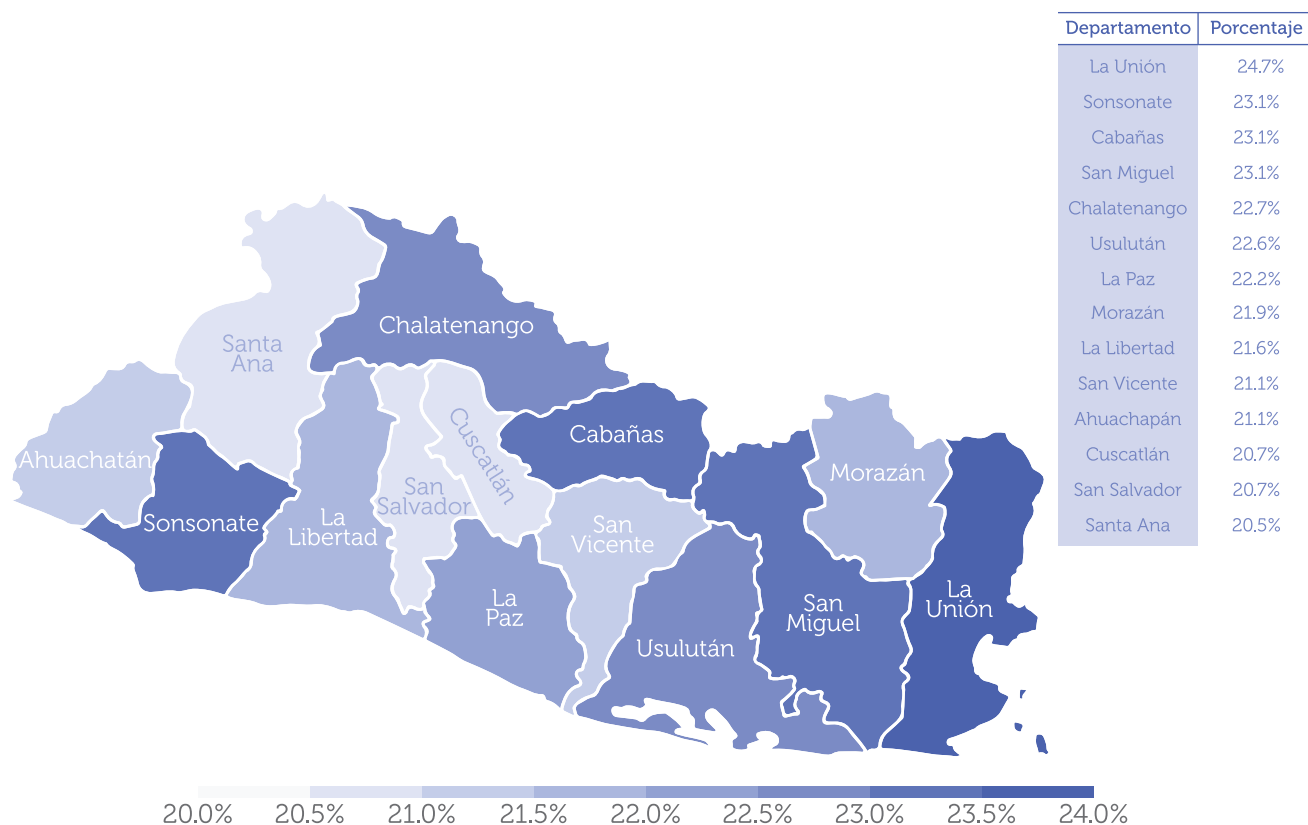 Departamento Porcentaje
La Unión 24.7%
Sonsonate 23.1%
Cabañas 23.1%
San Miguel 23.1%
Chalatenango 22.7%
Usulután 22.6%
La Paz 22.2%
Morazán 21.9%
La Libertad 21.6%
San Vicente 21.1%
Ahuachapán 21.1%
Cuscatlán 20.7%
San Salvador 20.7%
Santa Ana 20.5%
Chalatenango
Santa
Ana
Cuscatlán
Cabañas
Ahuachatán
Morazán
San
Salvador
Sonsonate
La
Libertad
San
Vicente
La
Paz
San
Miguel
La
Unión
Usulután
20.0% 20.5% 21.0% 21.5% 22.0% 22.5% 23.0% 23.5% 24.0%